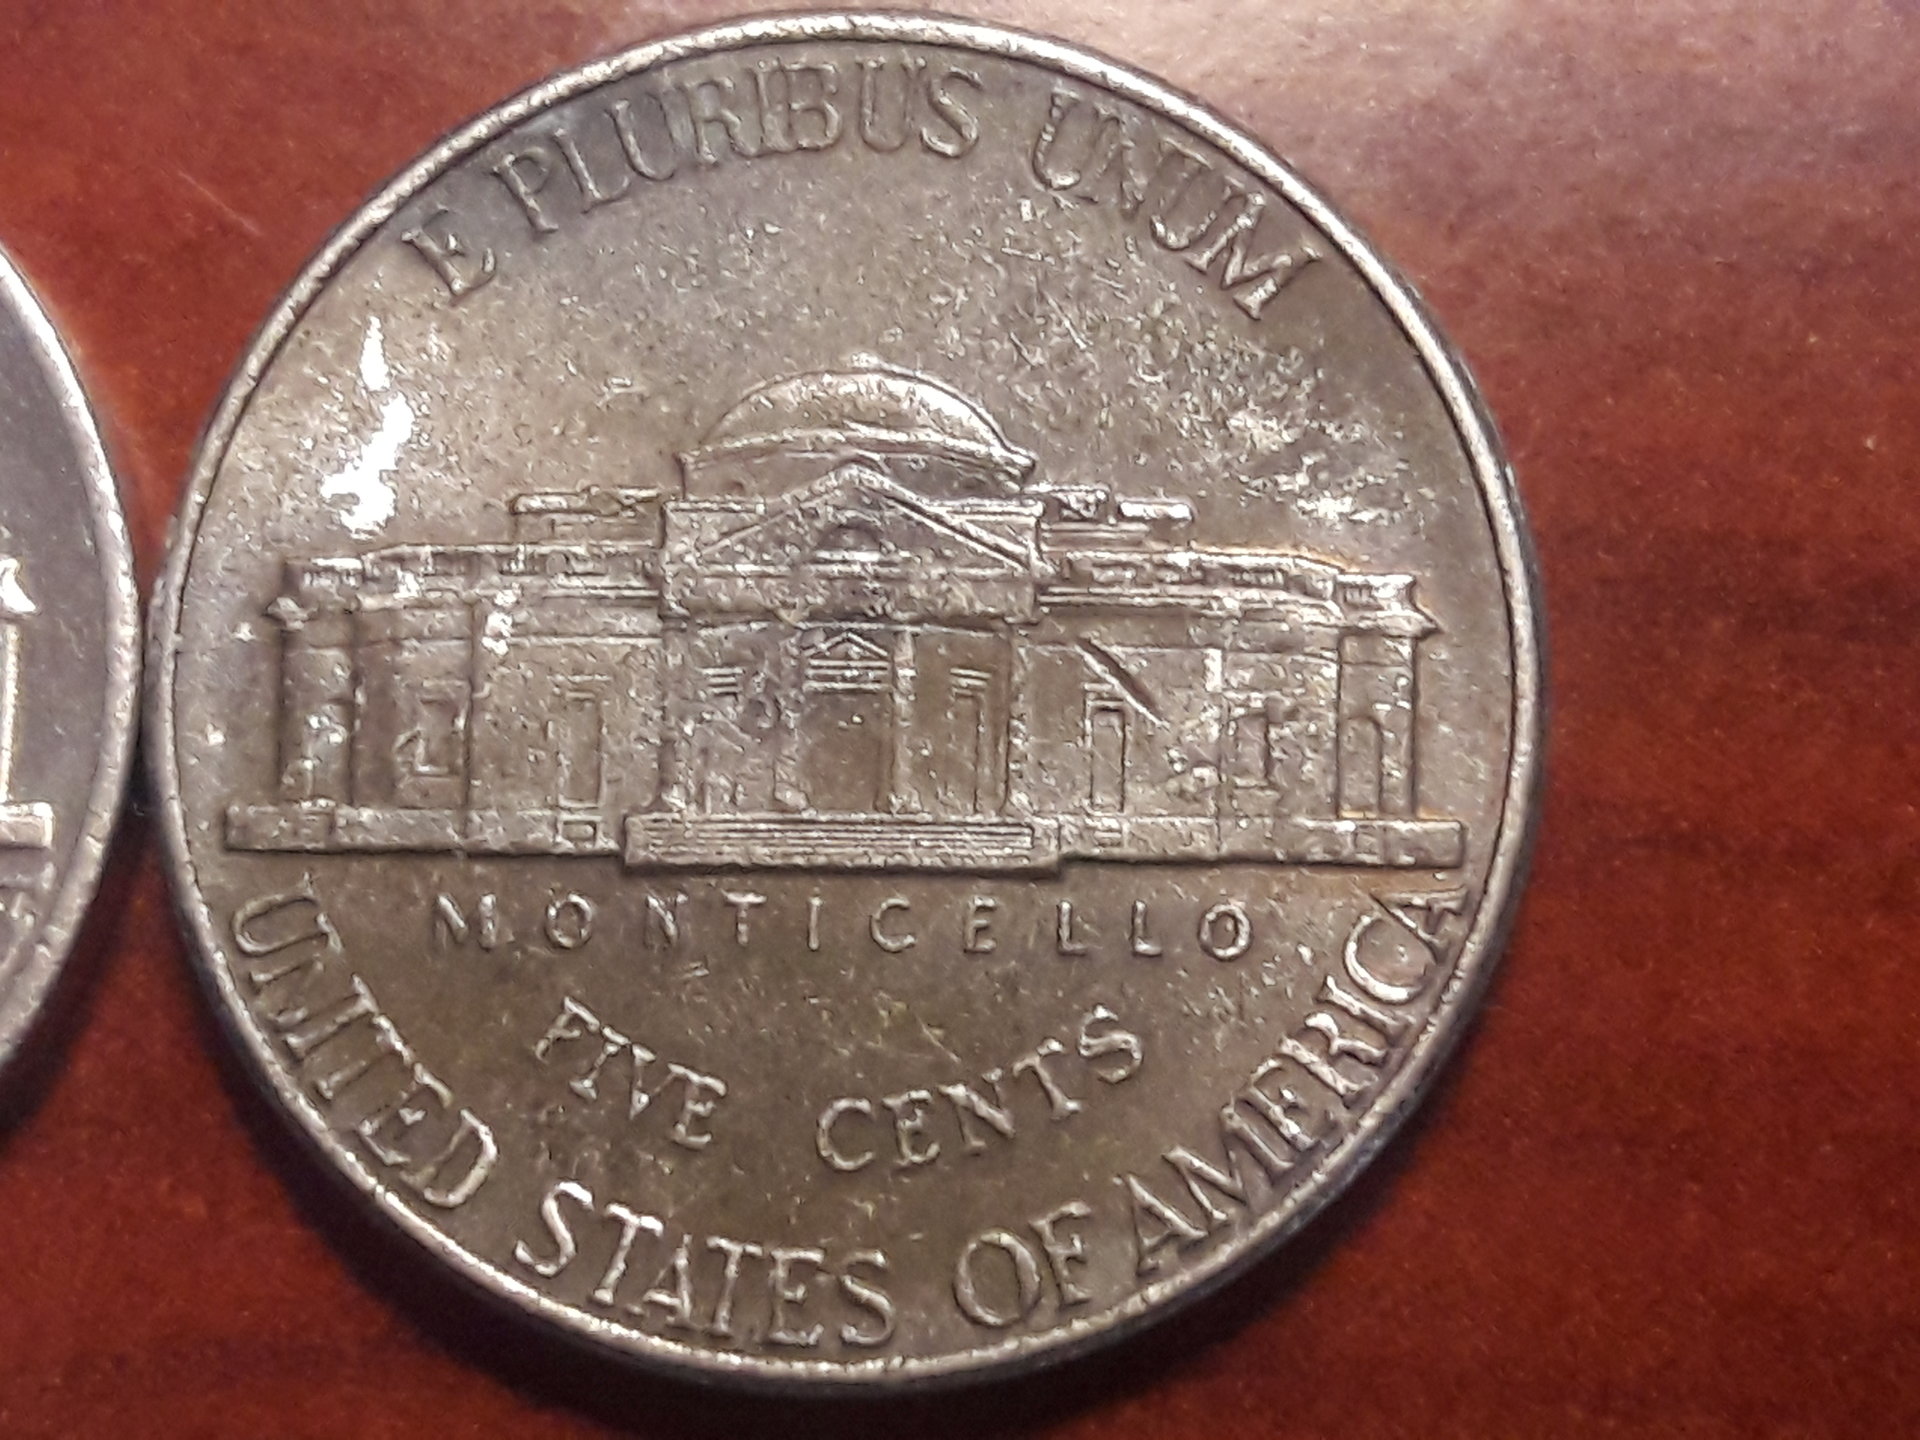 E PLURIBUS UNUM
MONTICELLO
FIVE CENTS
UNITED STATES OF AMERICA